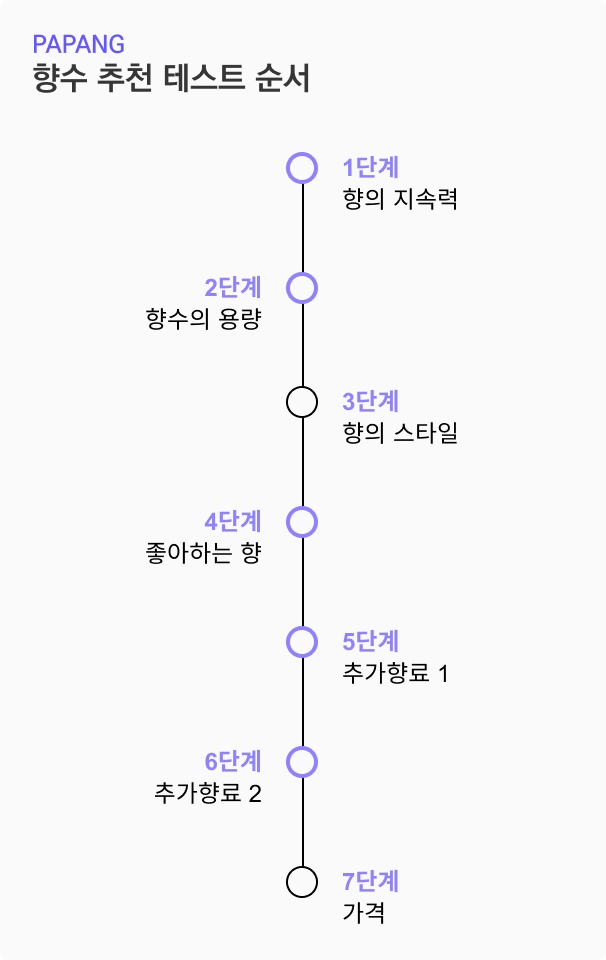 PAPANG
향수 추천 테스트 순서
1단계
향의 지속력
2단계
향수의 용량
3단계
향의 스타일
4단계
좋아하는 향
5단계
추가향료 1
6단계
추가향료 2
7단계
가격